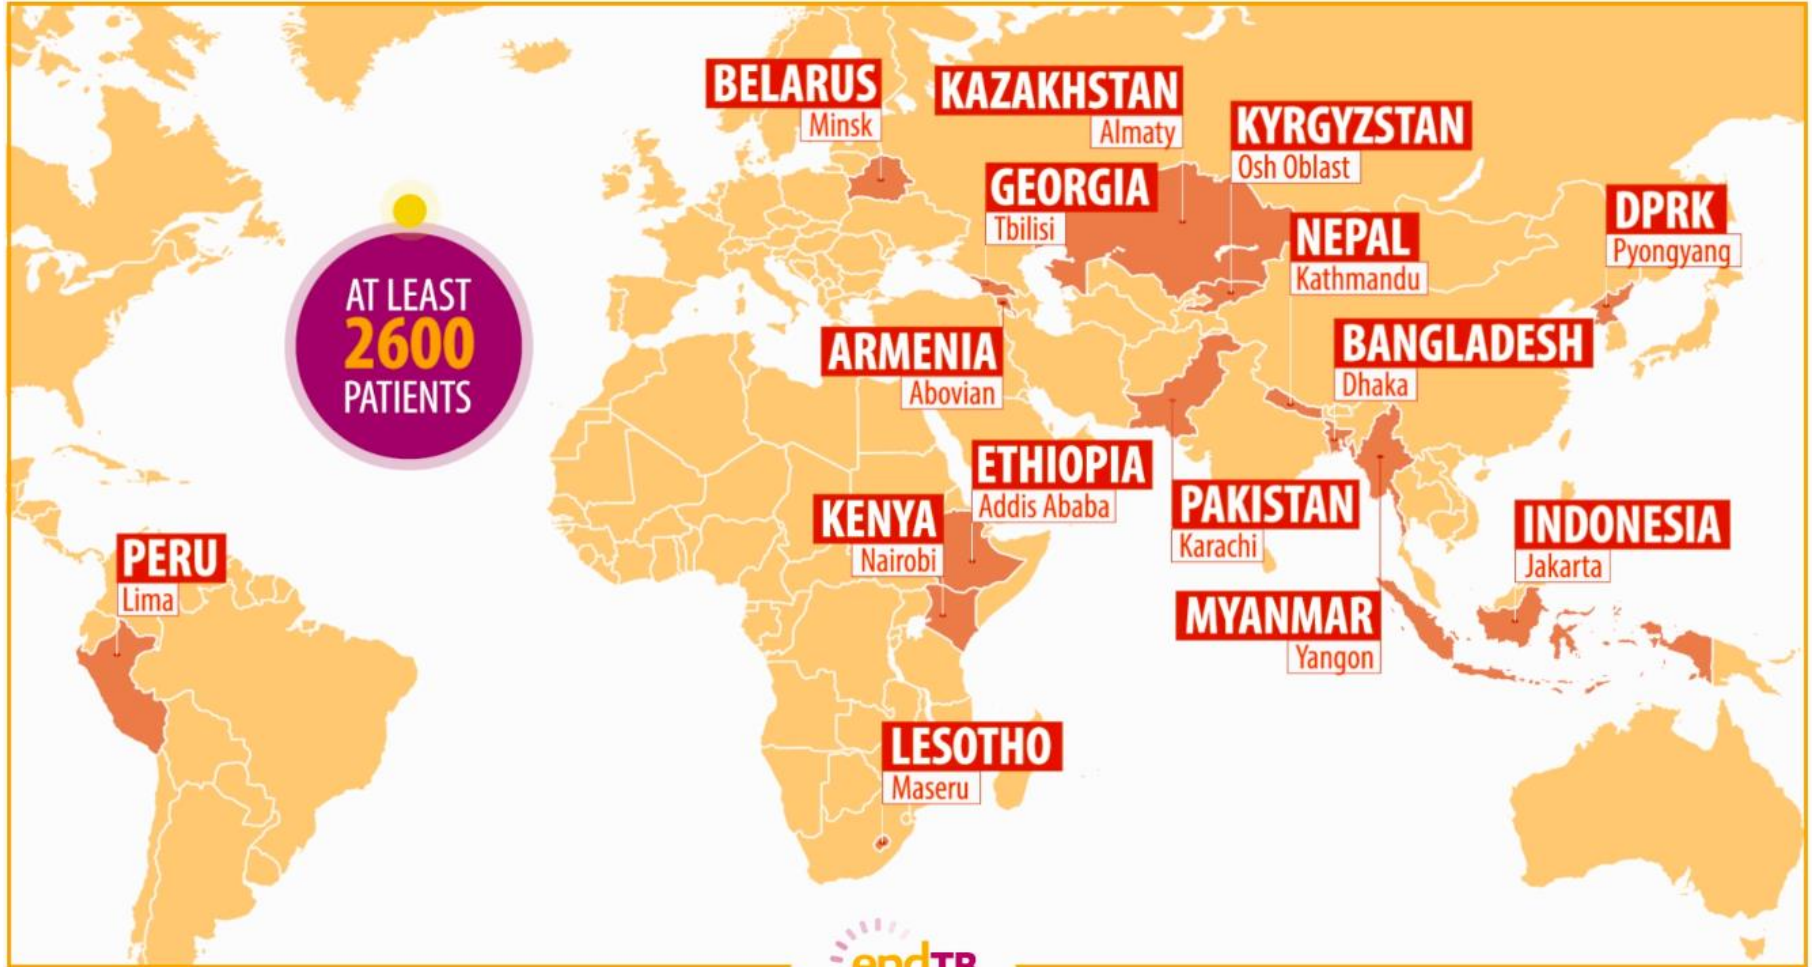 BELARUS
Minsk
KAZAKHSTAN
Almaty
KYRGYZSTAN
Osh Oblast
GEORGIA
Tbilisi
DPRK
Pyongyang
NEPAL
Kathmandu
AT LEAST
2600
PATIENTS
ARMENIA
Abovian
BANGLADESH
Dhaka
ETHIOPIA
Addis Ababa
KENYA
Nairobi
PAKISTAN
Karachi
INDONESIA
Jakarta
PERU
Lima
MYANMAR
Yangon
LESOTHO
Maseru
endTB